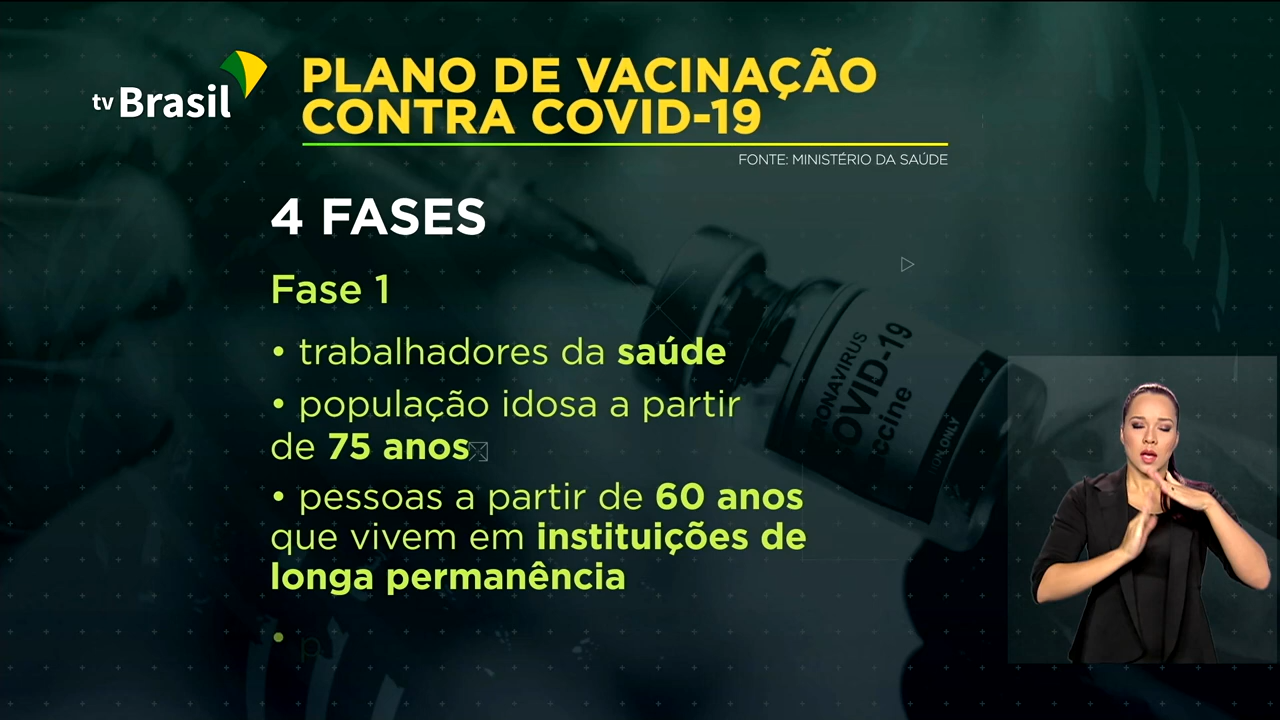 tv Brasil
PLANO DE VACINAÇÃO
CONTRA COVID-19
FONTE: MINISTÉRIO DA SAÚDE
4 FASES
Fase 1
• trabalhadores da saúde
• população idosa a partir
de 75 anos
• pessoas a partir de 60 anos
que vivem em instituições de
longa permanência
•
COVID-19